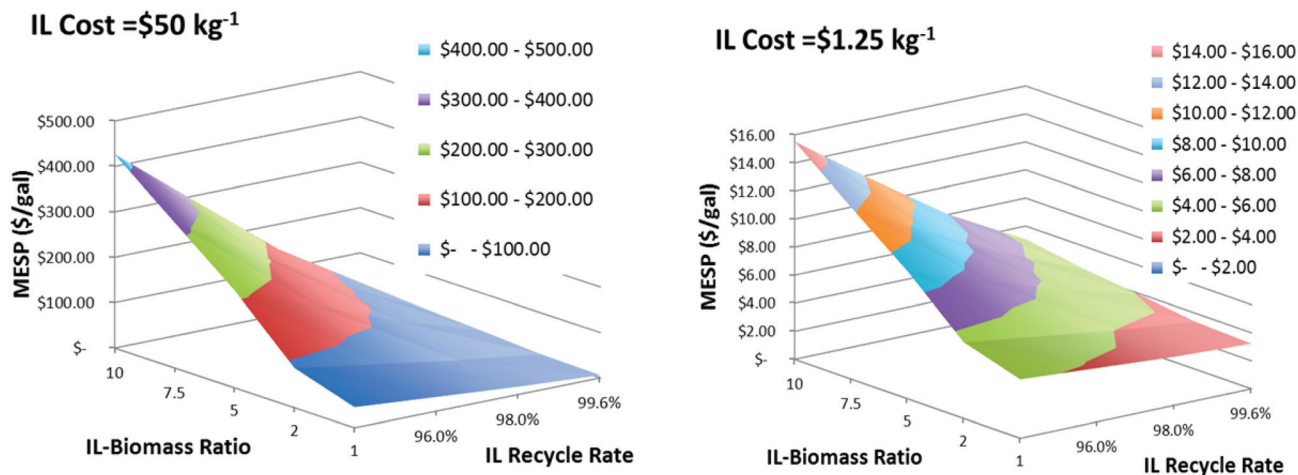 IL Cost =$50 kg-1
$400.00 - $500.00
$300.00 - $400.00
$200.00 - $300.00
$100.00 - $200.00
$- - $100.00
$500.00
$400.00
$300.00
$200.00
$100.00
$-
MESP ($/gal)
10
7.5
5
2
1
IL-Biomass Ratio
96.0%
98.0%
99.6%
IL Recycle Rate
IL Cost =$1.25 kg-1
$14.00 - $16.00
$12.00 - $14.00
$10.00 - $12.00
$8.00 - $10.00
$6.00 - $8.00
$4.00 - $6.00
$2.00 - $4.00
$- - $2.00
$16.00
$14.00
$12.00
$10.00
$8.00
$6.00
$4.00
$2.00
$-
MESP ($/gal)
10
7.5
5
2
1
IL-Biomass Ratio
96.0%
98.0%
99.6%
IL Recycle Rate